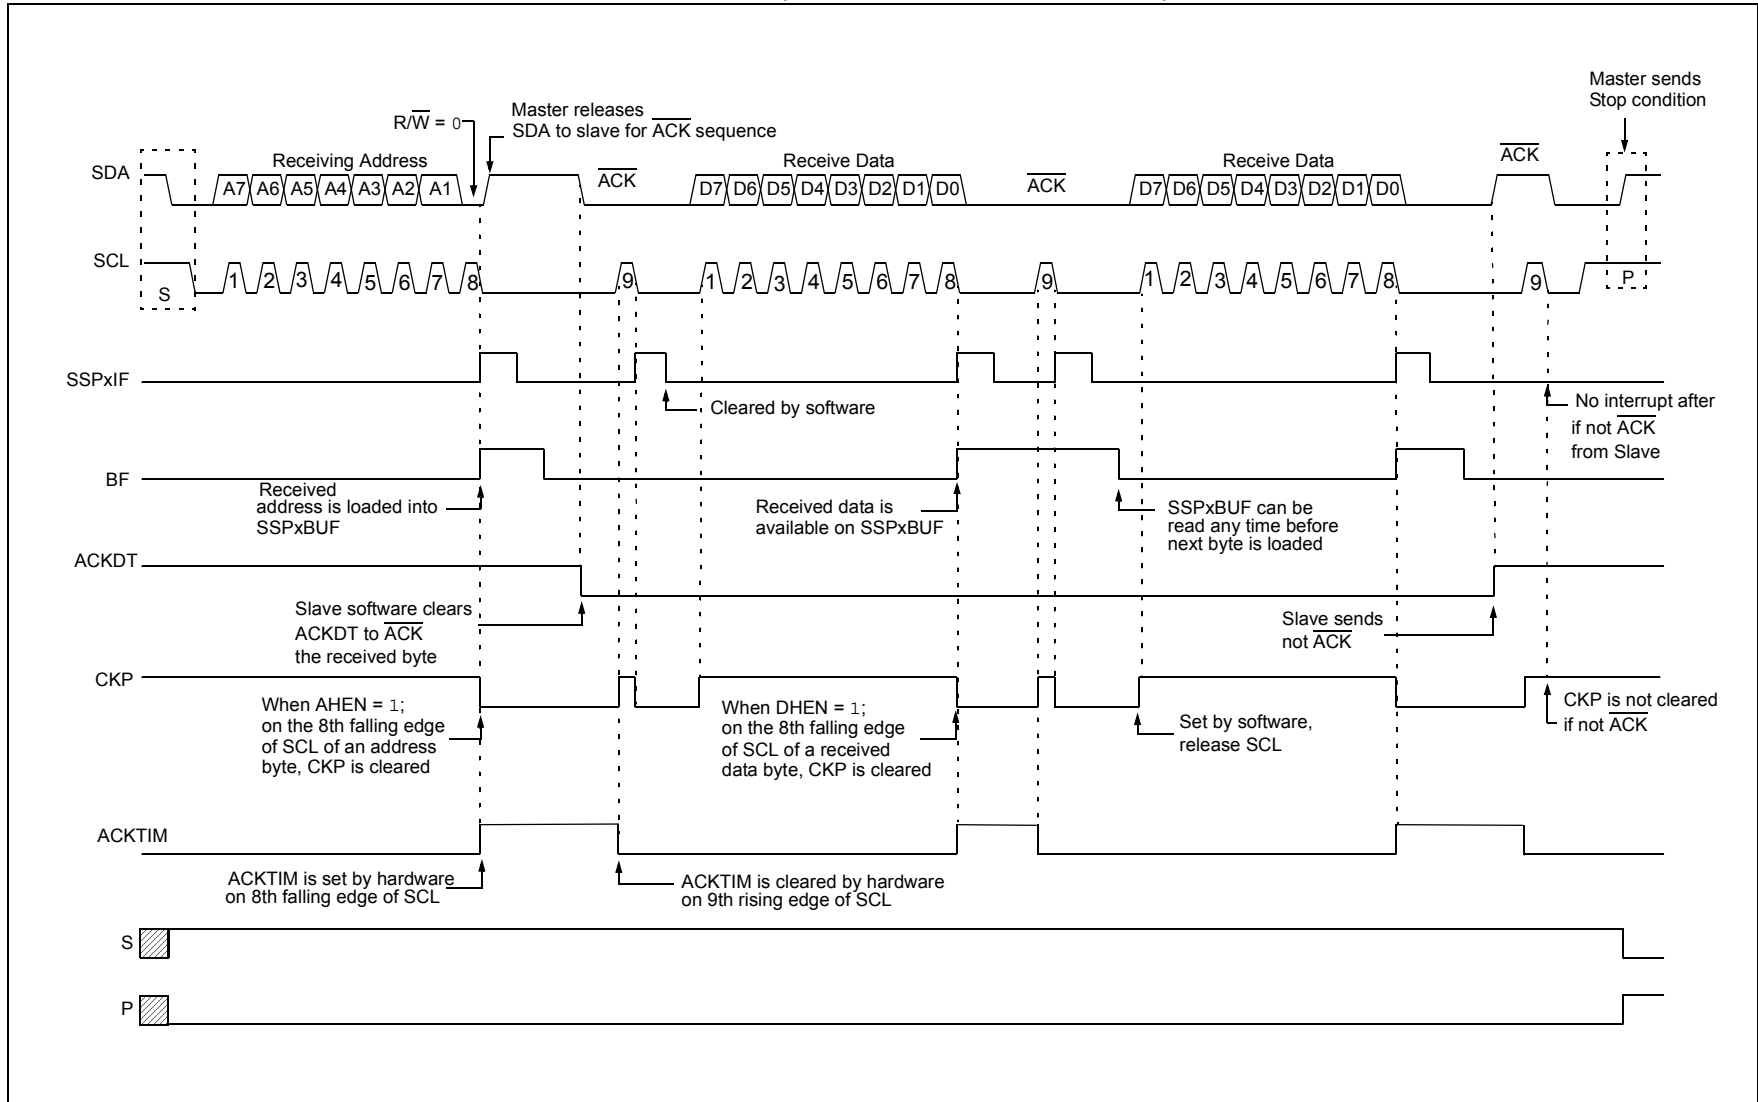 Master sends
Stop condition
Master releases
SDA to slave for ACK sequence
R/W = 0
SDA
Receiving Address
A7 A6 A5 A4 A3 A2 A1
ACK
Receive Data
D7 D6 D5 D4 D3 D2 D1 D0
ACK
Receive Data
D7 D6 D5 D4 D3 D2 D1 D0
ACK
SCL
S
1 2 3 4 5 6 7 8 9
1 2 3 4 5 6 7 8 9
1 2 3 4 5 6 7 8 9
P
SSPxIF
Cleared by software
No interrupt after
if not ACK
from Slave
BF
Received
address is loaded into
SSPxBUF
Received data is
available on SSPxBUF
SSPxBUF can be
read any time before
next byte is loaded
ACKDT
Slave software clears
ACKDT to ACK
the received byte
Slave sends
not ACK
CKP
When AHEN = 1;
on the 8th falling edge
of SCL of an address
byte, CKP is cleared
When DHEN = 1;
on the 8th falling edge
of SCL of a received
data byte, CKP is cleared
Set by software,
release SCL
CKP is not cleared
if not ACK
ACKTIM
ACKTIM is set by hardware
on 8th falling edge of SCL
ACKTIM is cleared by hardware
on 9th rising edge of SCL
S
P